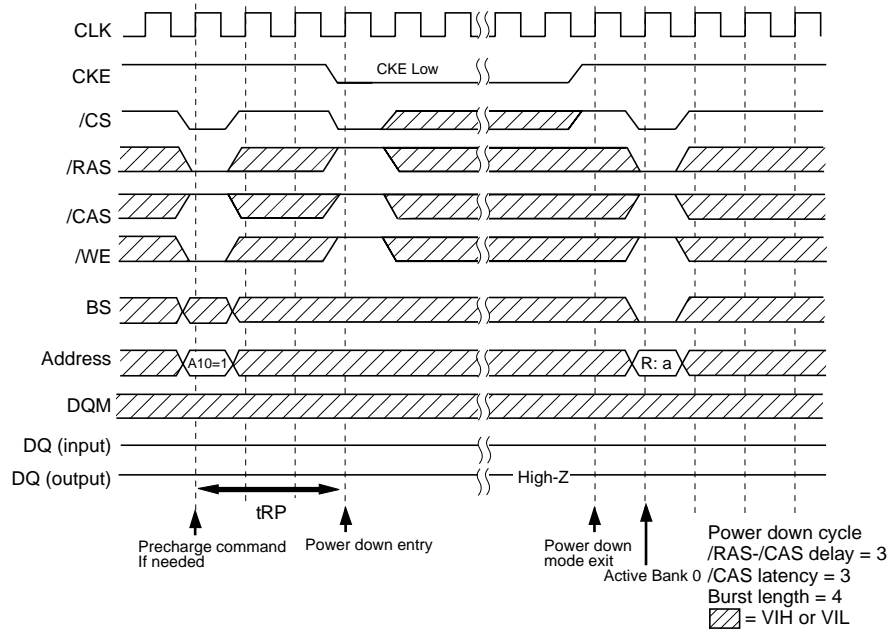 CLK
CKE
CKE Low
/CS
/RAS
/CAS
/WE
BS
Address
A10=1
R: a
DQM
DQ (input)
DQ (output)
High-Z
tRP
Precharge command
If needed
Power down entry
Power down
mode exit
Active Bank 0
Power down cycle
/RAS-/CAS delay = 3
/CAS latency = 3
Burst length = 4
= VIH or VIL